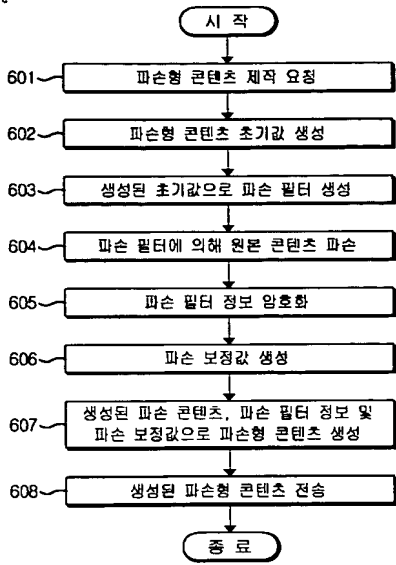 시 작
601
파손형 콘텐츠 제작 요청
602
파손형 콘텐츠 초기값 생성
603
생성된 초기값으로 파손 필터 생성
604
파손 필터에 의해 원본 콘텐츠 파손
605
파손 필터 정보 암호화
606
파손 보정값 생성
607
생성된 파손 콘텐츠, 파손 필터 정보 및
파손 보정값으로 파손형 콘텐츠 생성
608
생성된 파손형 콘텐츠 전송
종 료